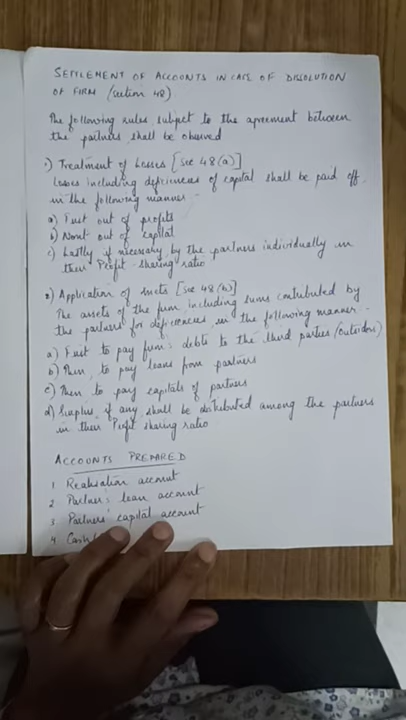 SETTLEMENT OF ACCOUNTS IN CASE OF DISSOLUTION
OF FIRM (section 48)
The following rules subject to the agreement between
the partners shall be observed
1) Treatment of Losses [Sec 48(a)]
Losses including deficiencies of capital shall be paid off
in the following manner -
a) First out of profits
b) Next out of capital
c) Lastly if necessary by the partners individually in
their Profit sharing ratio
2) Application of Assets [Sec 48(b)]
The assets of the firm including sums contributed by
the partners for deficiencies, in the following manner -
a) First to pay firm's debts to the third parties (outsiders)
b) Then, to pay loans from partners
c) Then to pay capitals of partners
d) Surplus, if any, shall be distributed among the partners
in their Profit sharing ratio
ACCOUNTS PREPARED
1 Realisation account
2 Partner's loan account
3 Partners' capital account
4 Cash